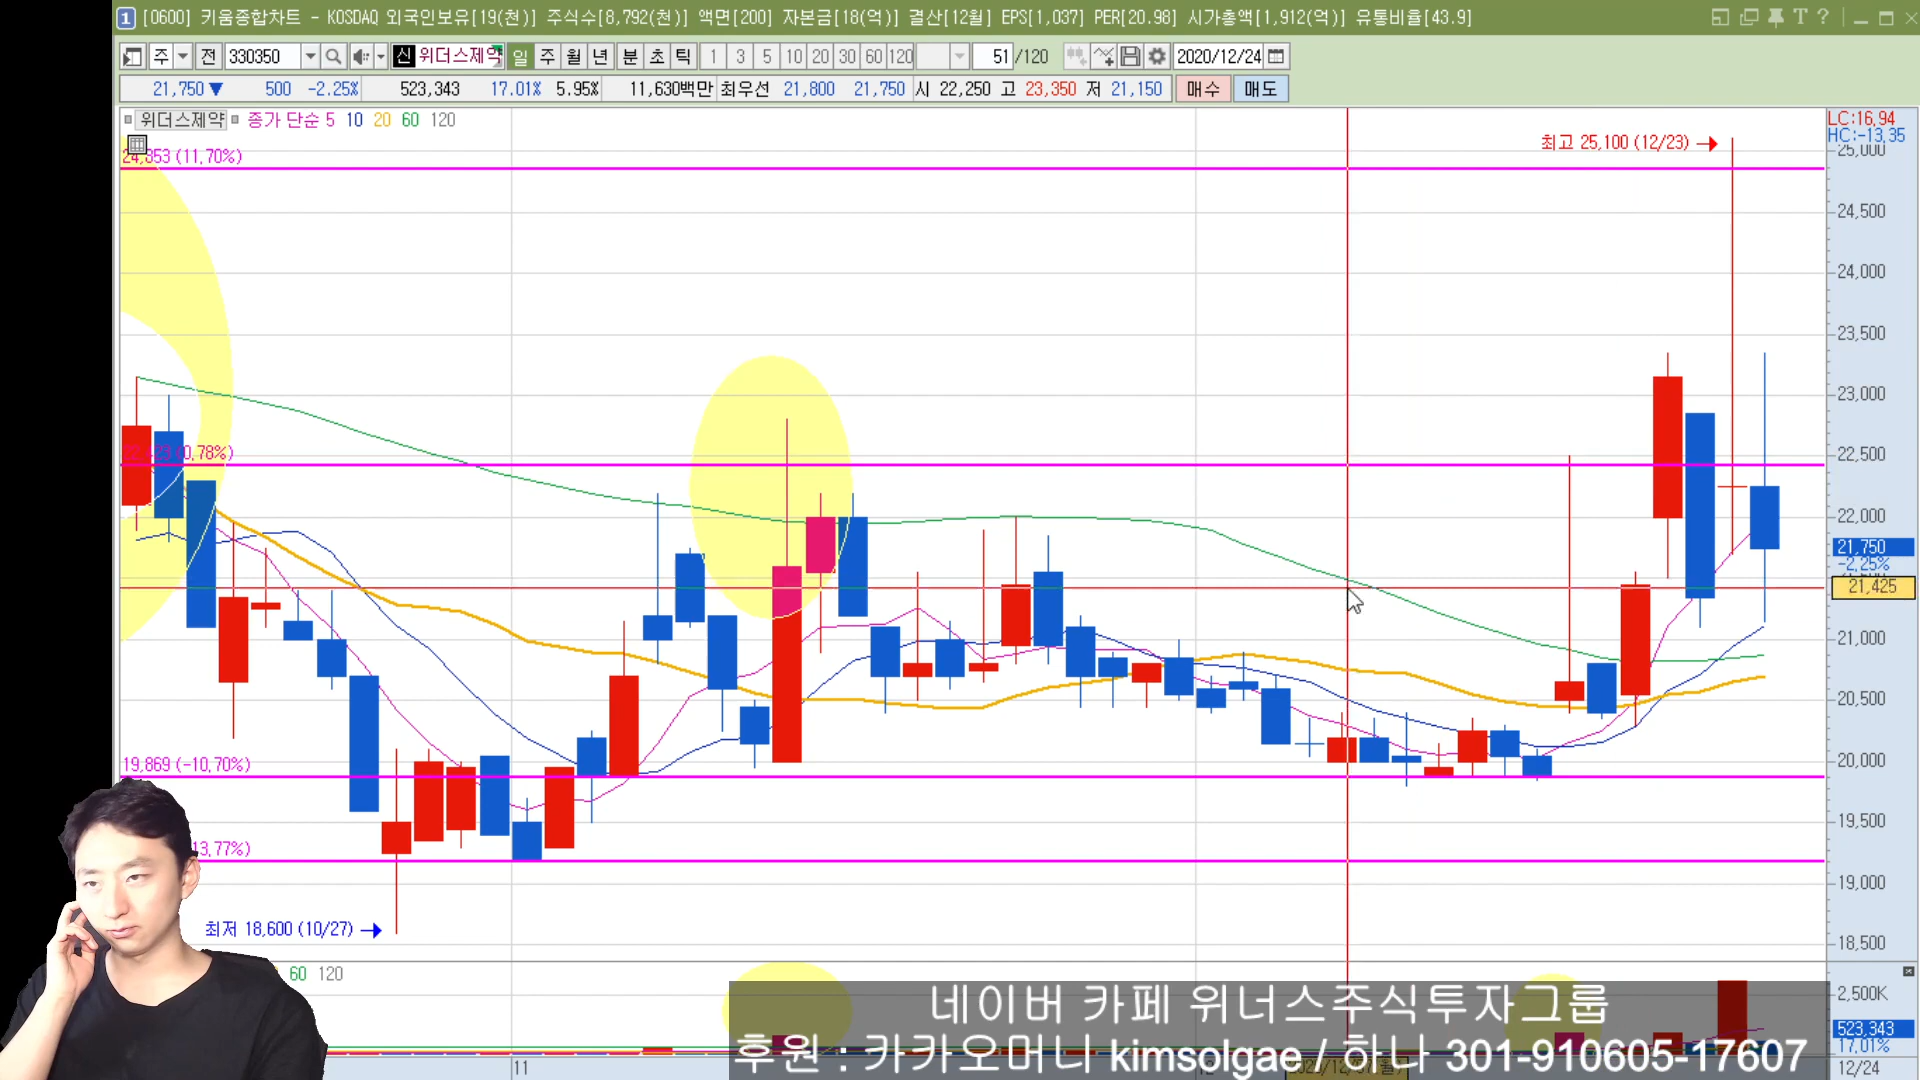 1 [0600] 키움종합차트 - KOSDAQ 외국인보유[19(천)] 주식수[8,792(천)] 액면[200] 자본금[18(억)] 결산[12월] EPS[1,037] PER[20.98] 시가총액[1,912(억)] 유통비율[43.9]
주 전 330350 신 위더스제약 일 주 월 년 분 초 틱 1 3 5 10 20 30 60 120 51 /120 2020/12/24
21,750 ▼ 500 -2.25% 523,343 17.01% 5.95% 11,630백만 최우선 21,800 21,750 시 22,250 고 23,350 저 21,150 매수 매도
위더스제약 종가 단순 5 10 20 60 120
LC:16,94
HC:-13,35
최고 25,100 (12/23)
24,853 (11,70%)
25,000
24,500
24,000
23,500
23,000
22,500
22,000
21,750
-2,25%
21,425
21,000
20,500
19,869 (-10,70%)
20,000
19,500
13,77%)
19,000
최저 18,600 (10/27)
18,500
60 120
2,500K
523,343
17,01%
네이버 카페 위너스주식투자그룹
후원 : 카카오머니 kimsolgae / 하나 301-910605-17607
11
12/24